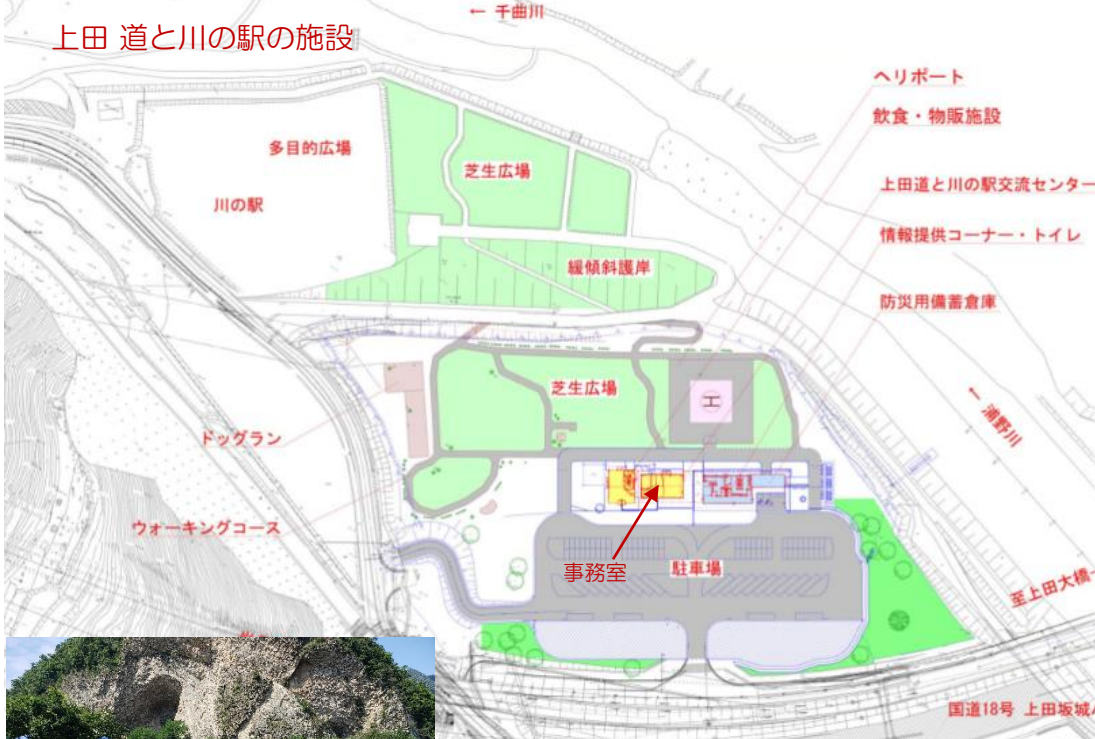 ← 千曲川
上田 道と川の駅の施設
ヘリポート
飲食・物販施設
多目的広場
芝生広場
上田道と川の駅交流センター
川の駅
情報提供コーナー・トイレ
緩傾斜護岸
防災用備蓄倉庫
芝生広場
← 浦野川
ドッグラン
ウォーキングコース
事務室
駐車場
至上田大橋
国道18号 上田坂城